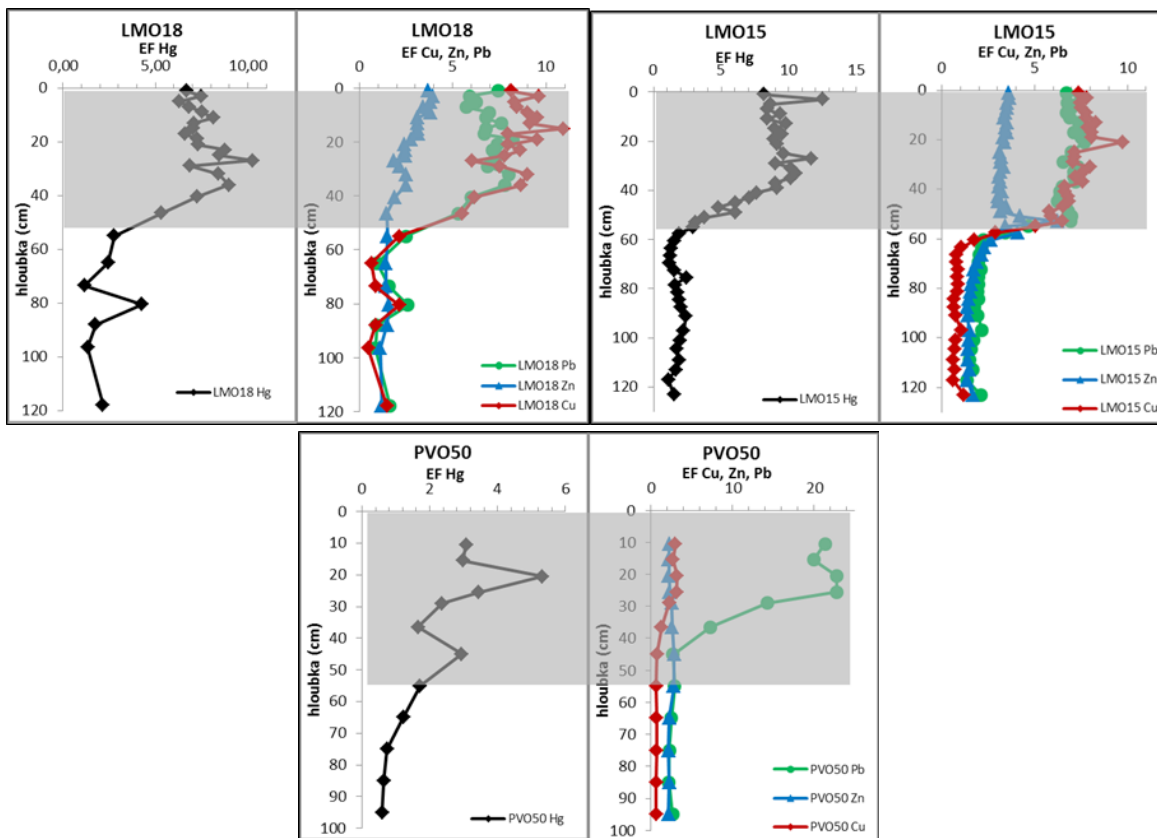 LMO18
EF Hg
0,00 5,00 10,00
0
20
40
60
80
100
120
hloubka (cm)
LMO18 Hg
LMO18
EF Cu, Zn, Pb
0 5 10
0
20
40
60
80
100
120
hloubka (cm)
LMO18 Pb
LMO18 Zn
LMO18 Cu
LMO15
EF Hg
0 5 10 15
0
20
40
60
80
100
120
hloubka (cm)
LMO15 Hg
LMO15
EF Cu, Zn, Pb
0 5 10
0
20
40
60
80
100
120
hloubka (cm)
LMO15 Pb
LMO15 Zn
LMO15 Cu
PVO50
EF Hg
0 2 4 6
0
10
20
30
40
50
60
70
80
90
100
hloubka (cm)
PVO50 Hg
PVO50
EF Cu, Zn, Pb
0 10 20
0
10
20
30
40
50
60
70
80
90
100
hloubka (cm)
PVO50 Pb
PVO50 Zn
PVO50 Cu